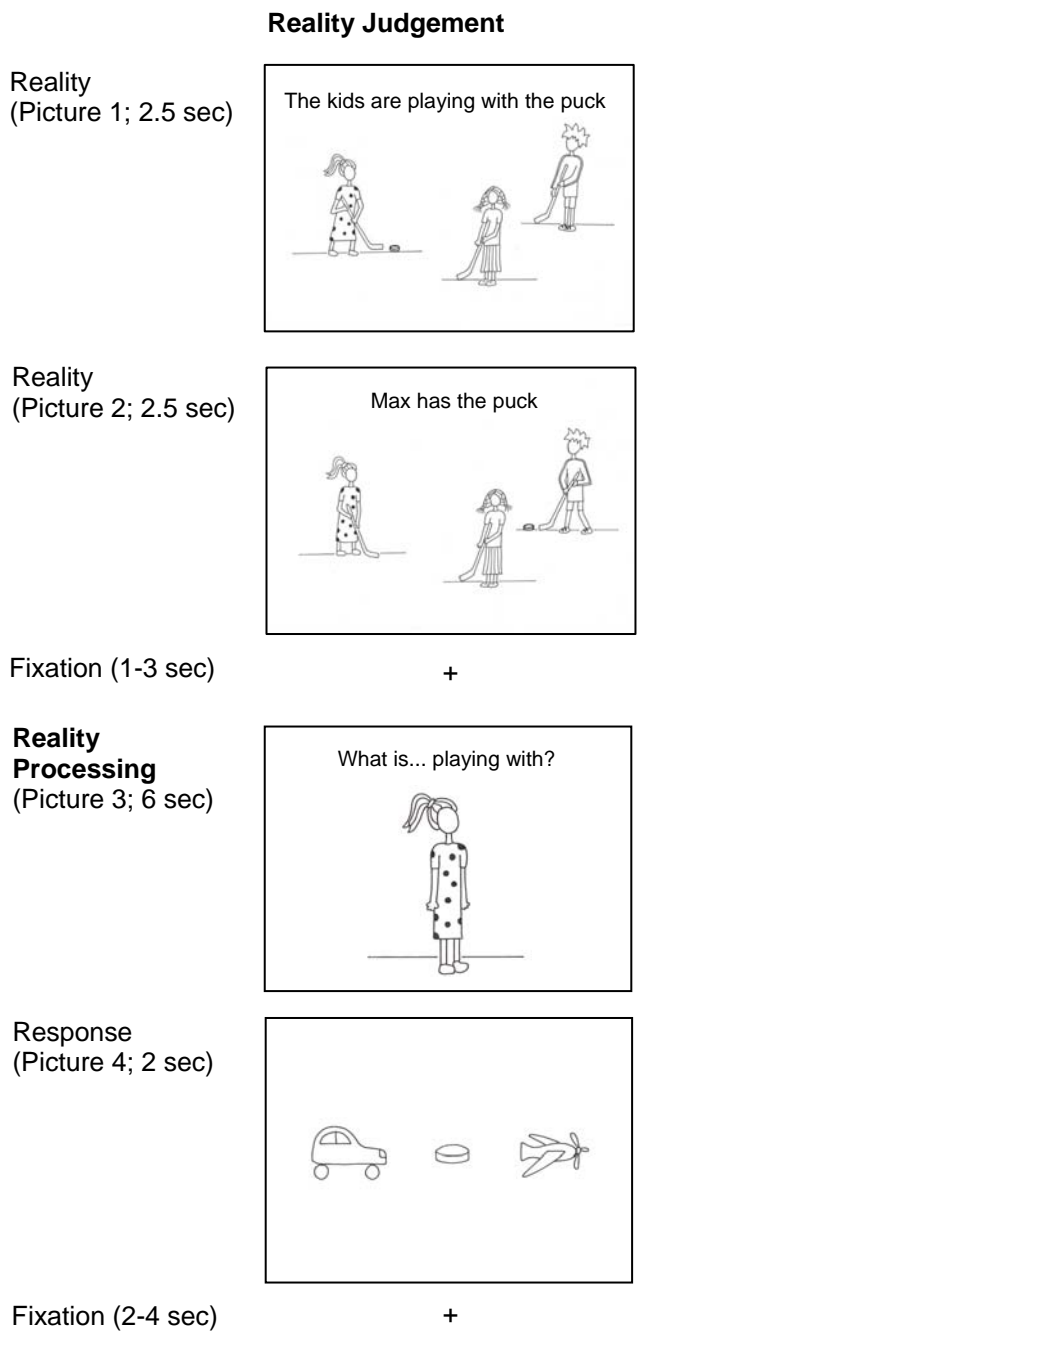 Reality Judgement
Reality
(Picture 1; 2.5 sec)
The kids are playing with the puck
Reality
(Picture 2; 2.5 sec)
Max has the puck
Fixation (1-3 sec)
+
Reality
Processing
(Picture 3; 6 sec)
What is... playing with?
Response
(Picture 4; 2 sec)
Fixation (2-4 sec)
+